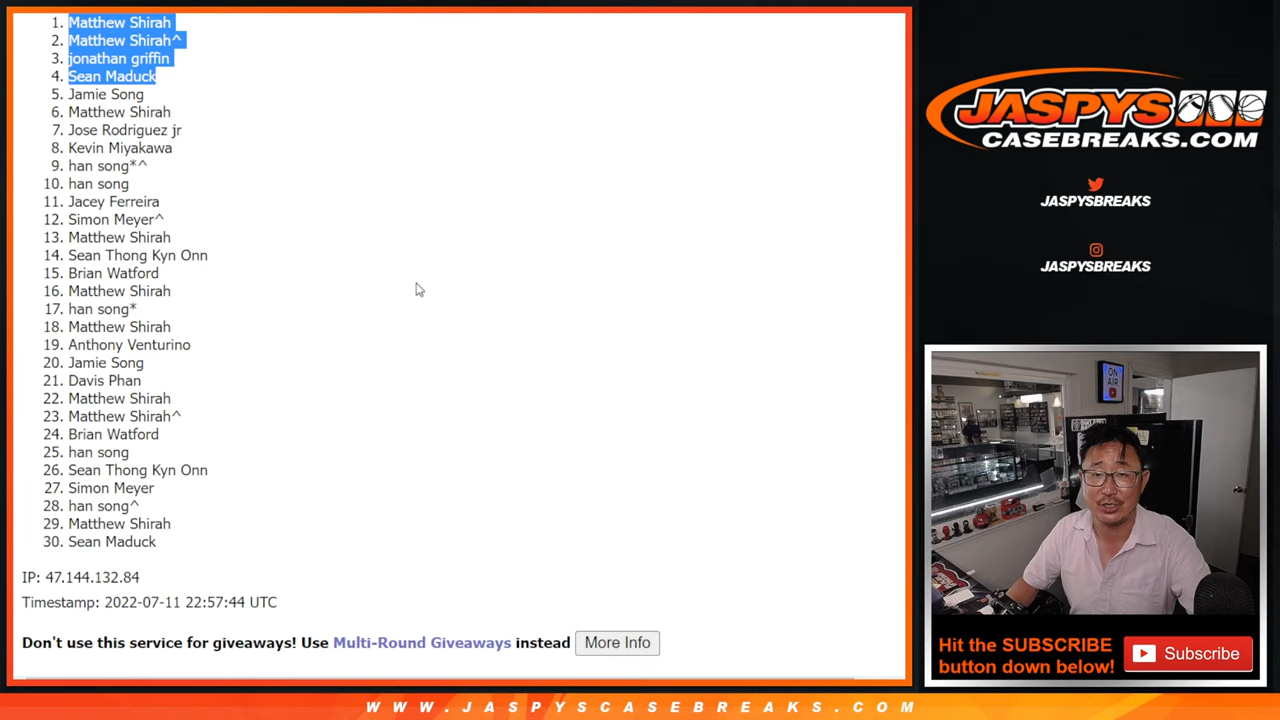 1. Matthew Shirah
2. Matthew Shirah^
3. jonathan griffin
4. Sean Maduck
5. Jamie Song
6. Matthew Shirah
7. Jose Rodriguez jr
8. Kevin Miyakawa
9. han song*^
10. han song
11. Jacey Ferreira
12. Simon Meyer^
13. Matthew Shirah
14. Sean Thong Kyn Onn
15. Brian Watford
16. Matthew Shirah
17. han song*
18. Matthew Shirah
19. Anthony Venturino
20. Jamie Song
21. Davis Phan
22. Matthew Shirah
23. Matthew Shirah^
24. Brian Watford
25. han song
26. Sean Thong Kyn Onn
27. Simon Meyer
28. han song^
29. Matthew Shirah
30. Sean Maduck
IP: 47.144.132.84
Timestamp: 2022-07-11 22:57:44 UTC
Don't use this service for giveaways! Use Multi-Round Giveaways instead More Info
JASPYS
CASEBREAKS.COM
JASPYSBREAKS
JASPYSBREAKS
ON
AIR
Hit the SUBSCRIBE
button down below!
Subscribe
WWW.JASPYSCASEBREAKS.COM